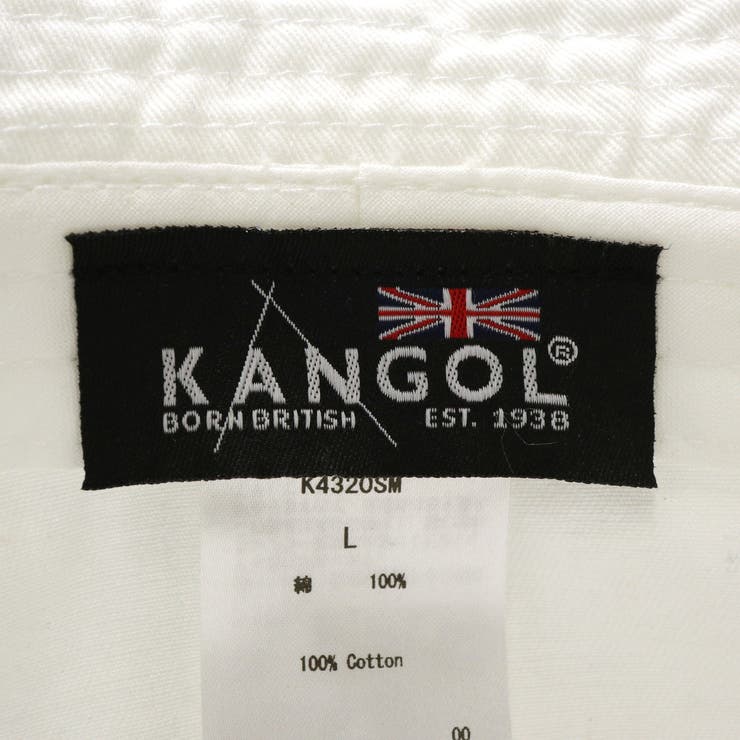 KANGOL®
BORN BRITISH EST. 1938
K4320SM
L
綿 100%
100% Cotton
00